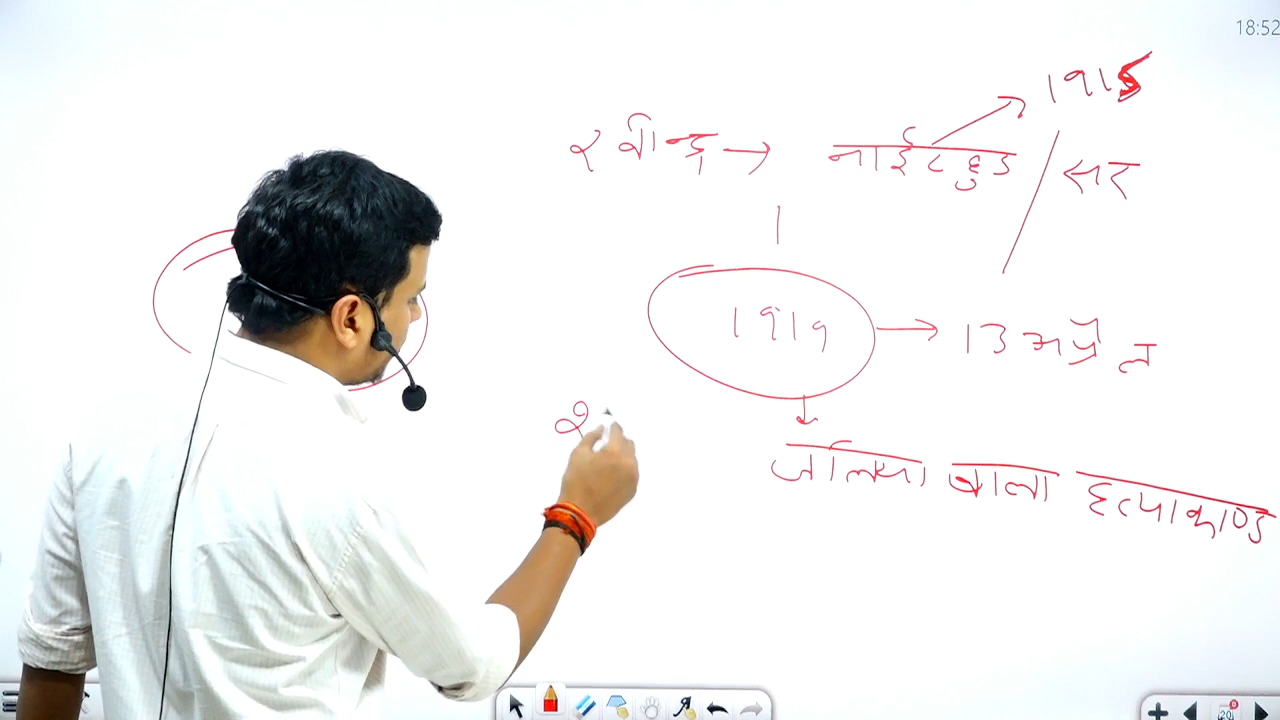 18:52
1915
रवीन्द्र → नाईटहुड / सर
1919 → 13 अप्रैल
जलियावाला हत्याकाण्ड